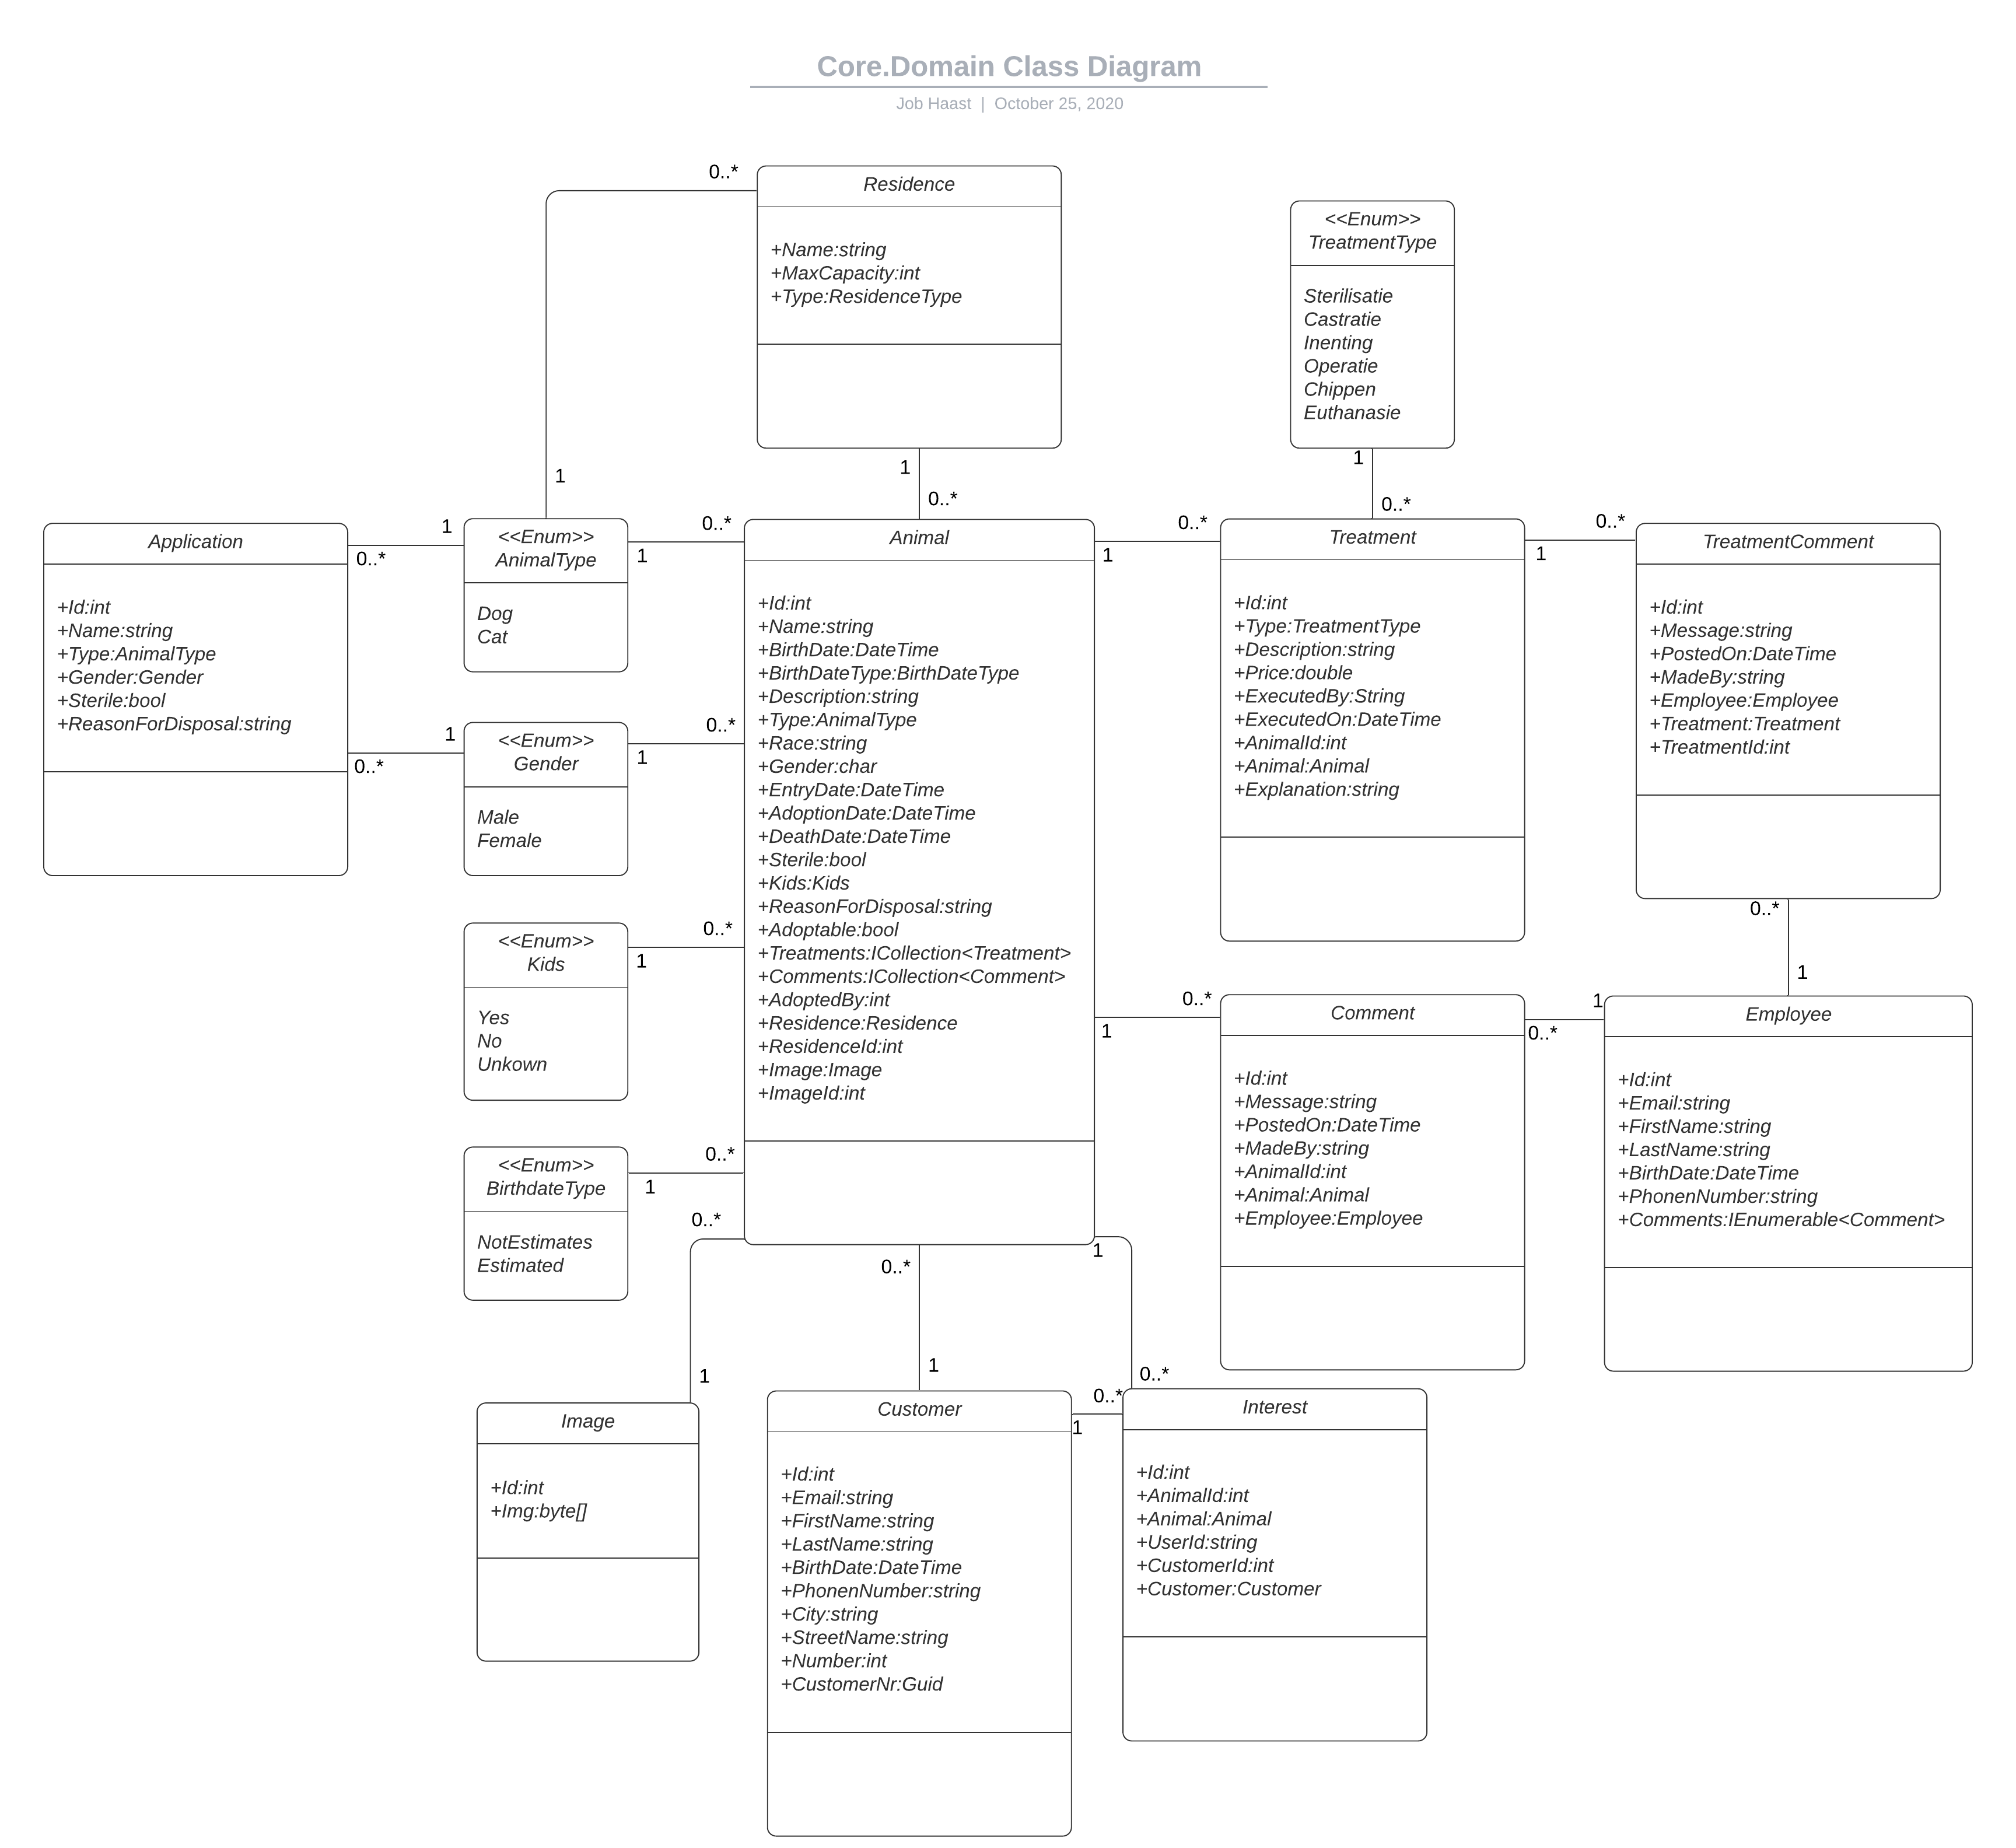 Core.Domain Class Diagram
Job Haast | October 25, 2020
0..*
Residence
+Name:string
+MaxCapacity:int
+Type:ResidenceType
1
1
0..*
<<Enum>>
TreatmentType
Sterilisatie
Castratie
Inenting
Operatie
Chippen
Euthanasie
1
0..*
Application
+Id:int
+Name:string
+Type:AnimalType
+Gender:Gender
+Sterile:bool
+ReasonForDisposal:string
1
0..*
1
0..*
<<Enum>>
AnimalType
Dog
Cat
0..*
1
<<Enum>>
Gender
Male
Female
0..*
1
<<Enum>>
Kids
Yes
No
Unkown
0..*
1
<<Enum>>
BirthdateType
NotEstimates
Estimated
0..*
1
Animal
+Id:int
+Name:string
+BirthDate:DateTime
+BirthDateType:BirthDateType
+Description:string
+Type:AnimalType
+Race:string
+Gender:char
+EntryDate:DateTime
+AdoptionDate:DateTime
+DeathDate:DateTime
+Sterile:bool
+Kids:Kids
+ReasonForDisposal:string
+Adoptable:bool
+Treatments:ICollection<Treatment>
+Comments:ICollection<Comment>
+AdoptedBy:int
+Residence:Residence
+ResidenceId:int
+Image:Image
+ImageId:int
0..*
1
Treatment
+Id:int
+Type:TreatmentType
+Description:string
+Price:double
+ExecutedBy:String
+ExecutedOn:DateTime
+AnimalId:int
+Animal:Animal
+Explanation:string
0..*
1
TreatmentComment
+Id:int
+Message:string
+PostedOn:DateTime
+MadeBy:string
+Employee:Employee
+Treatment:Treatment
+TreatmentId:int
0..*
1
0..*
1
Comment
+Id:int
+Message:string
+PostedOn:DateTime
+MadeBy:string
+AnimalId:int
+Animal:Animal
+Employee:Employee
1
0..*
Employee
+Id:int
+Email:string
+FirstName:string
+LastName:string
+BirthDate:DateTime
+PhonenNumber:string
+Comments:IEnumerable<Comment>
0..*
1
0..*
1
1
0..*
Image
+Id:int
+Img:byte[]
Customer
+Id:int
+Email:string
+FirstName:string
+LastName:string
+BirthDate:DateTime
+PhonenNumber:string
+City:string
+StreetName:string
+Number:int
+CustomerNr:Guid
0..*
1
Interest
+Id:int
+AnimalId:int
+Animal:Animal
+UserId:string
+CustomerId:int
+Customer:Customer